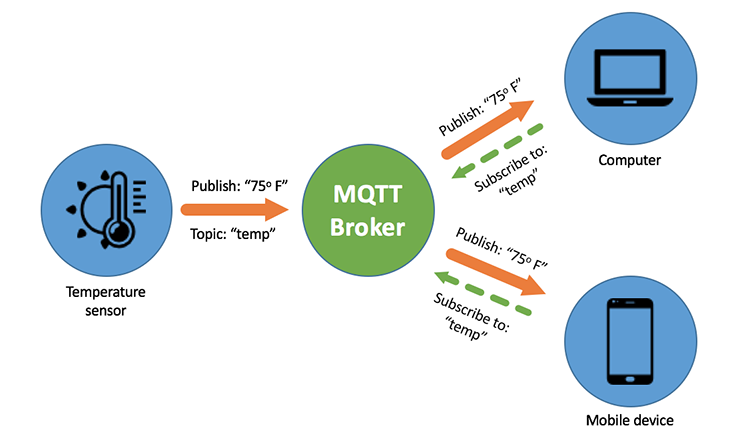 Publish: "75º F"
Topic: "temp"
Temperature
sensor
MQTT
Broker
Publish: "75º F"
Subscribe to:
"temp"
Computer
Publish: "75º F"
Subscribe to:
"temp"
Mobile device